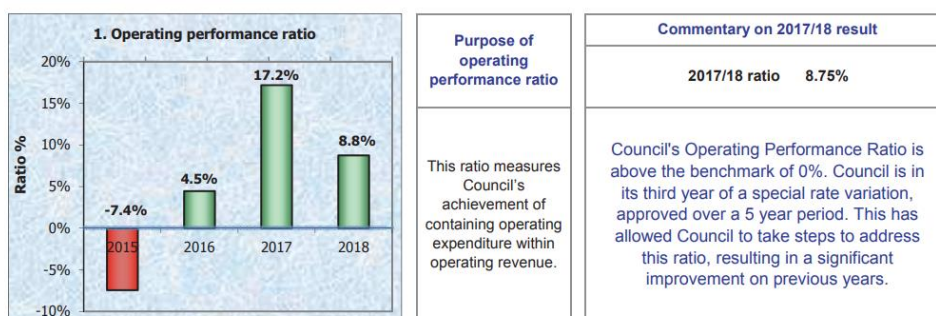 1. Operating performance ratio
20%
15%
10%
5%
0%
-5%
-10%
Ratio %
-7.4%
4.5%
17.2%
8.8%
2015
2016
2017
2018
Purpose of
operating
performance ratio
This ratio measures
Council's
achievement of
containing operating
expenditure within
operating revenue.
Commentary on 2017/18 result
2017/18 ratio 8.75%
Council's Operating Performance Ratio is
above the benchmark of 0%. Council is in
its third year of a special rate variation,
approved over a 5 year period. This has
allowed Council to take steps to address
this ratio, resulting in a significant
improvement on previous years.